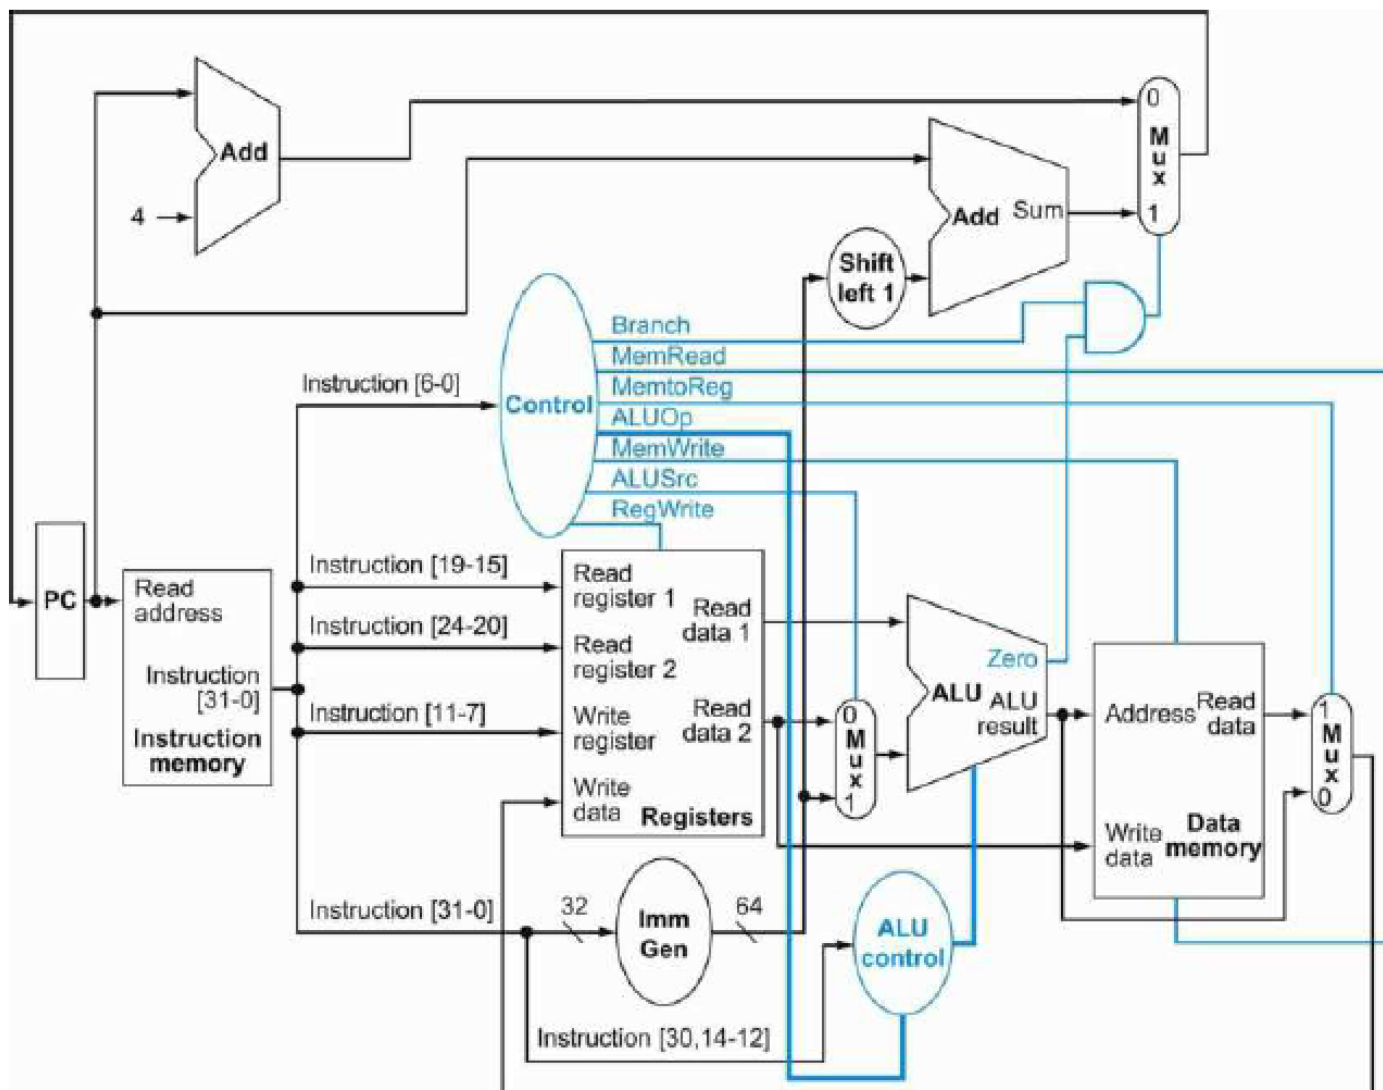 0
M
u
x
1
Add
4
Add Sum
Shift
left 1
Branch
MemRead
MemtoReg
ALUOp
MemWrite
ALUSrc
RegWrite
Control
Instruction [6-0]
PC
Read
address
Instruction
[31-0]
Instruction
memory
Instruction [19-15]
Instruction [24-20]
Instruction [11-7]
Instruction [31-0]
Read
register 1
Read
register 2
Write
register
Write
data
Read
data 1
Read
data 2
Registers
0
M
u
x
1
Zero
ALU
ALU
result
Address
Read
data
Write
data
Data
memory
1
M
u
x
0
32
Imm
Gen
64
ALU
control
Instruction [30,14-12]